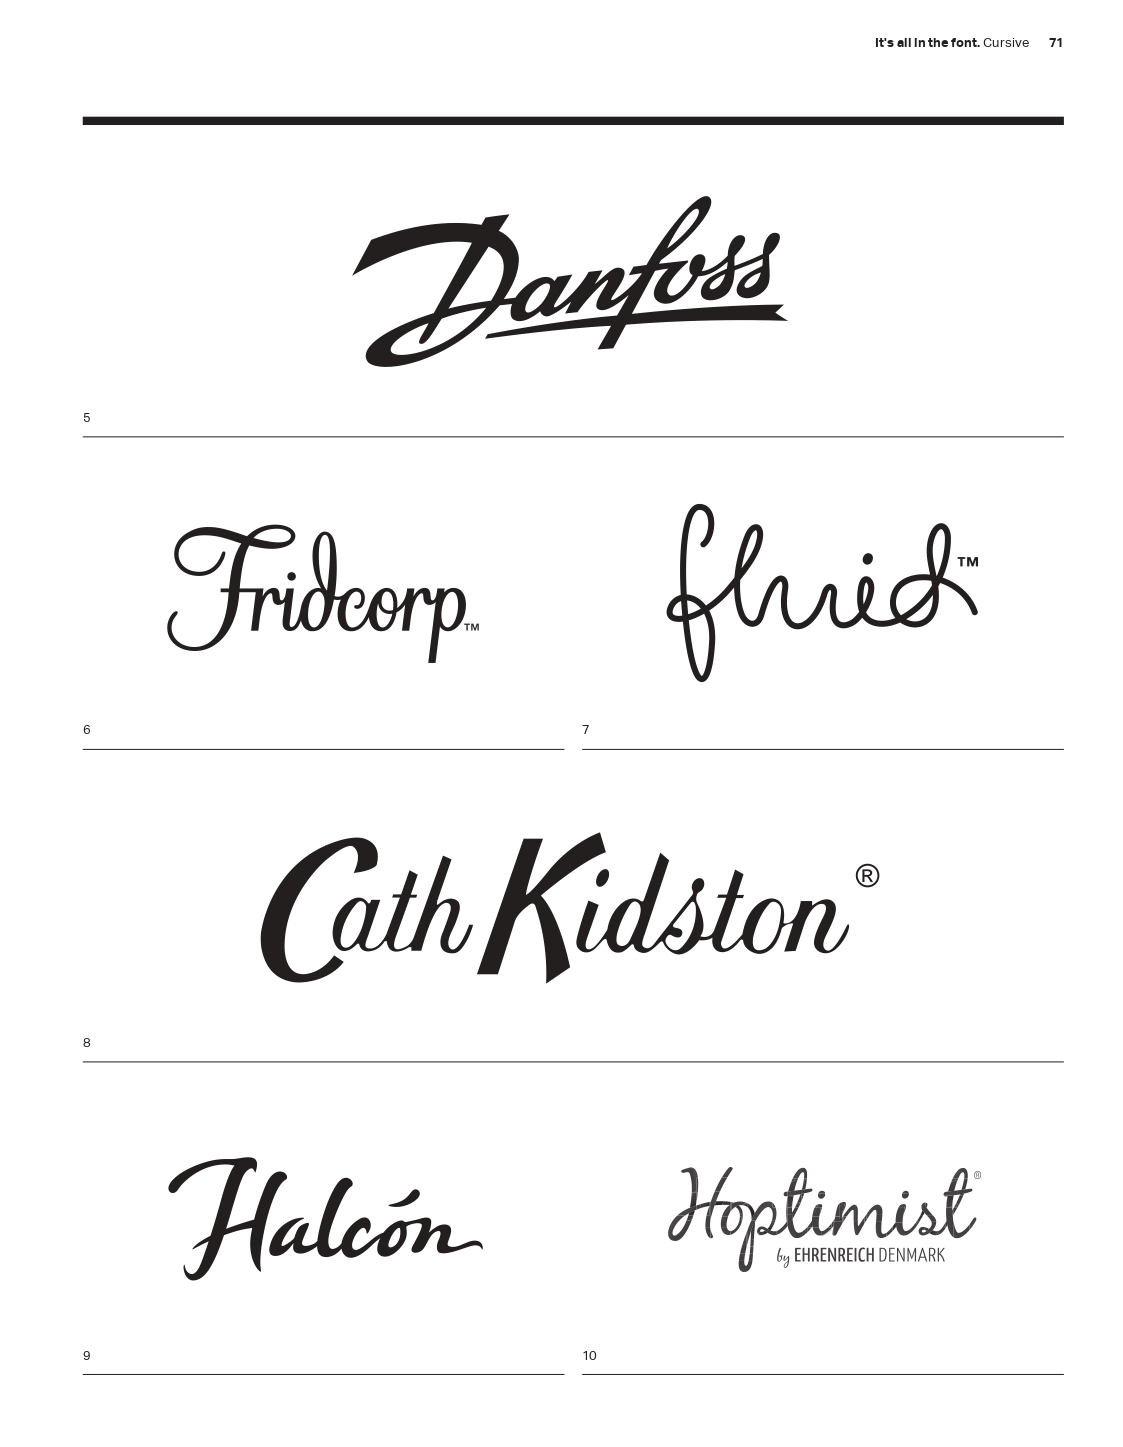 It's all in the font. Cursive 71
Danfoss
5
Fridcorp™
fluid™
6
7
Cath Kidston®
8
Halcón
Hoptimist®
by EHRENREICH DENMARK
9
10